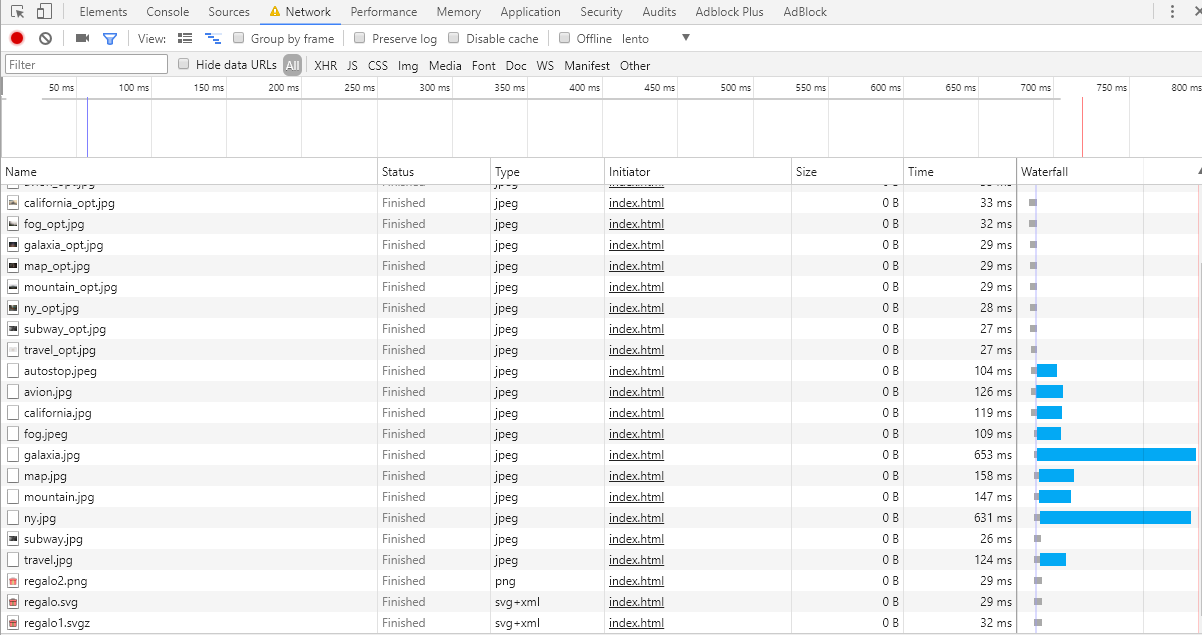 Elements Console Sources Network Performance Memory Application Security Audits Adblock Plus AdBlock
View: Group by frame Preserve log Disable cache Offline lento
Filter Hide data URLs All XHR JS CSS Img Media Font Doc WS Manifest Other
50 ms 100 ms 150 ms 200 ms 250 ms 300 ms 350 ms 400 ms 450 ms 500 ms 550 ms 600 ms 650 ms 700 ms 750 ms 800 ms
Name Status Type Initiator Size Time Waterfall
avion_opt.jpg Finished jpeg index.html 0 B
california_opt.jpg Finished jpeg index.html 0 B 33 ms
fog_opt.jpg Finished jpeg index.html 0 B 32 ms
galaxia_opt.jpg Finished jpeg index.html 0 B 29 ms
map_opt.jpg Finished jpeg index.html 0 B 29 ms
mountain_opt.jpg Finished jpeg index.html 0 B 29 ms
ny_opt.jpg Finished jpeg index.html 0 B 28 ms
subway_opt.jpg Finished jpeg index.html 0 B 27 ms
travel_opt.jpg Finished jpeg index.html 0 B 27 ms
autostop.jpeg Finished jpeg index.html 0 B 104 ms
avion.jpg Finished jpeg index.html 0 B 126 ms
california.jpg Finished jpeg index.html 0 B 119 ms
fog.jpeg Finished jpeg index.html 0 B 109 ms
galaxia.jpg Finished jpeg index.html 0 B 653 ms
map.jpg Finished jpeg index.html 0 B 158 ms
mountain.jpg Finished jpeg index.html 0 B 147 ms
ny.jpg Finished jpeg index.html 0 B 631 ms
subway.jpg Finished jpeg index.html 0 B 26 ms
travel.jpg Finished jpeg index.html 0 B 124 ms
regalo2.png Finished png index.html 0 B 29 ms
regalo.svg Finished svg+xml index.html 0 B 29 ms
regalo1.svgz Finished svg+xml index.html 0 B 32 ms